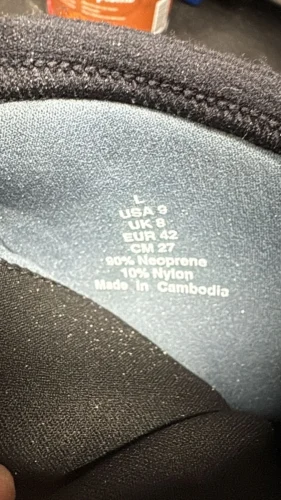 L
USA 9
UK 8
EUR 42
CM 27
90% Neoprene
10% Nylon
Made in Cambodia